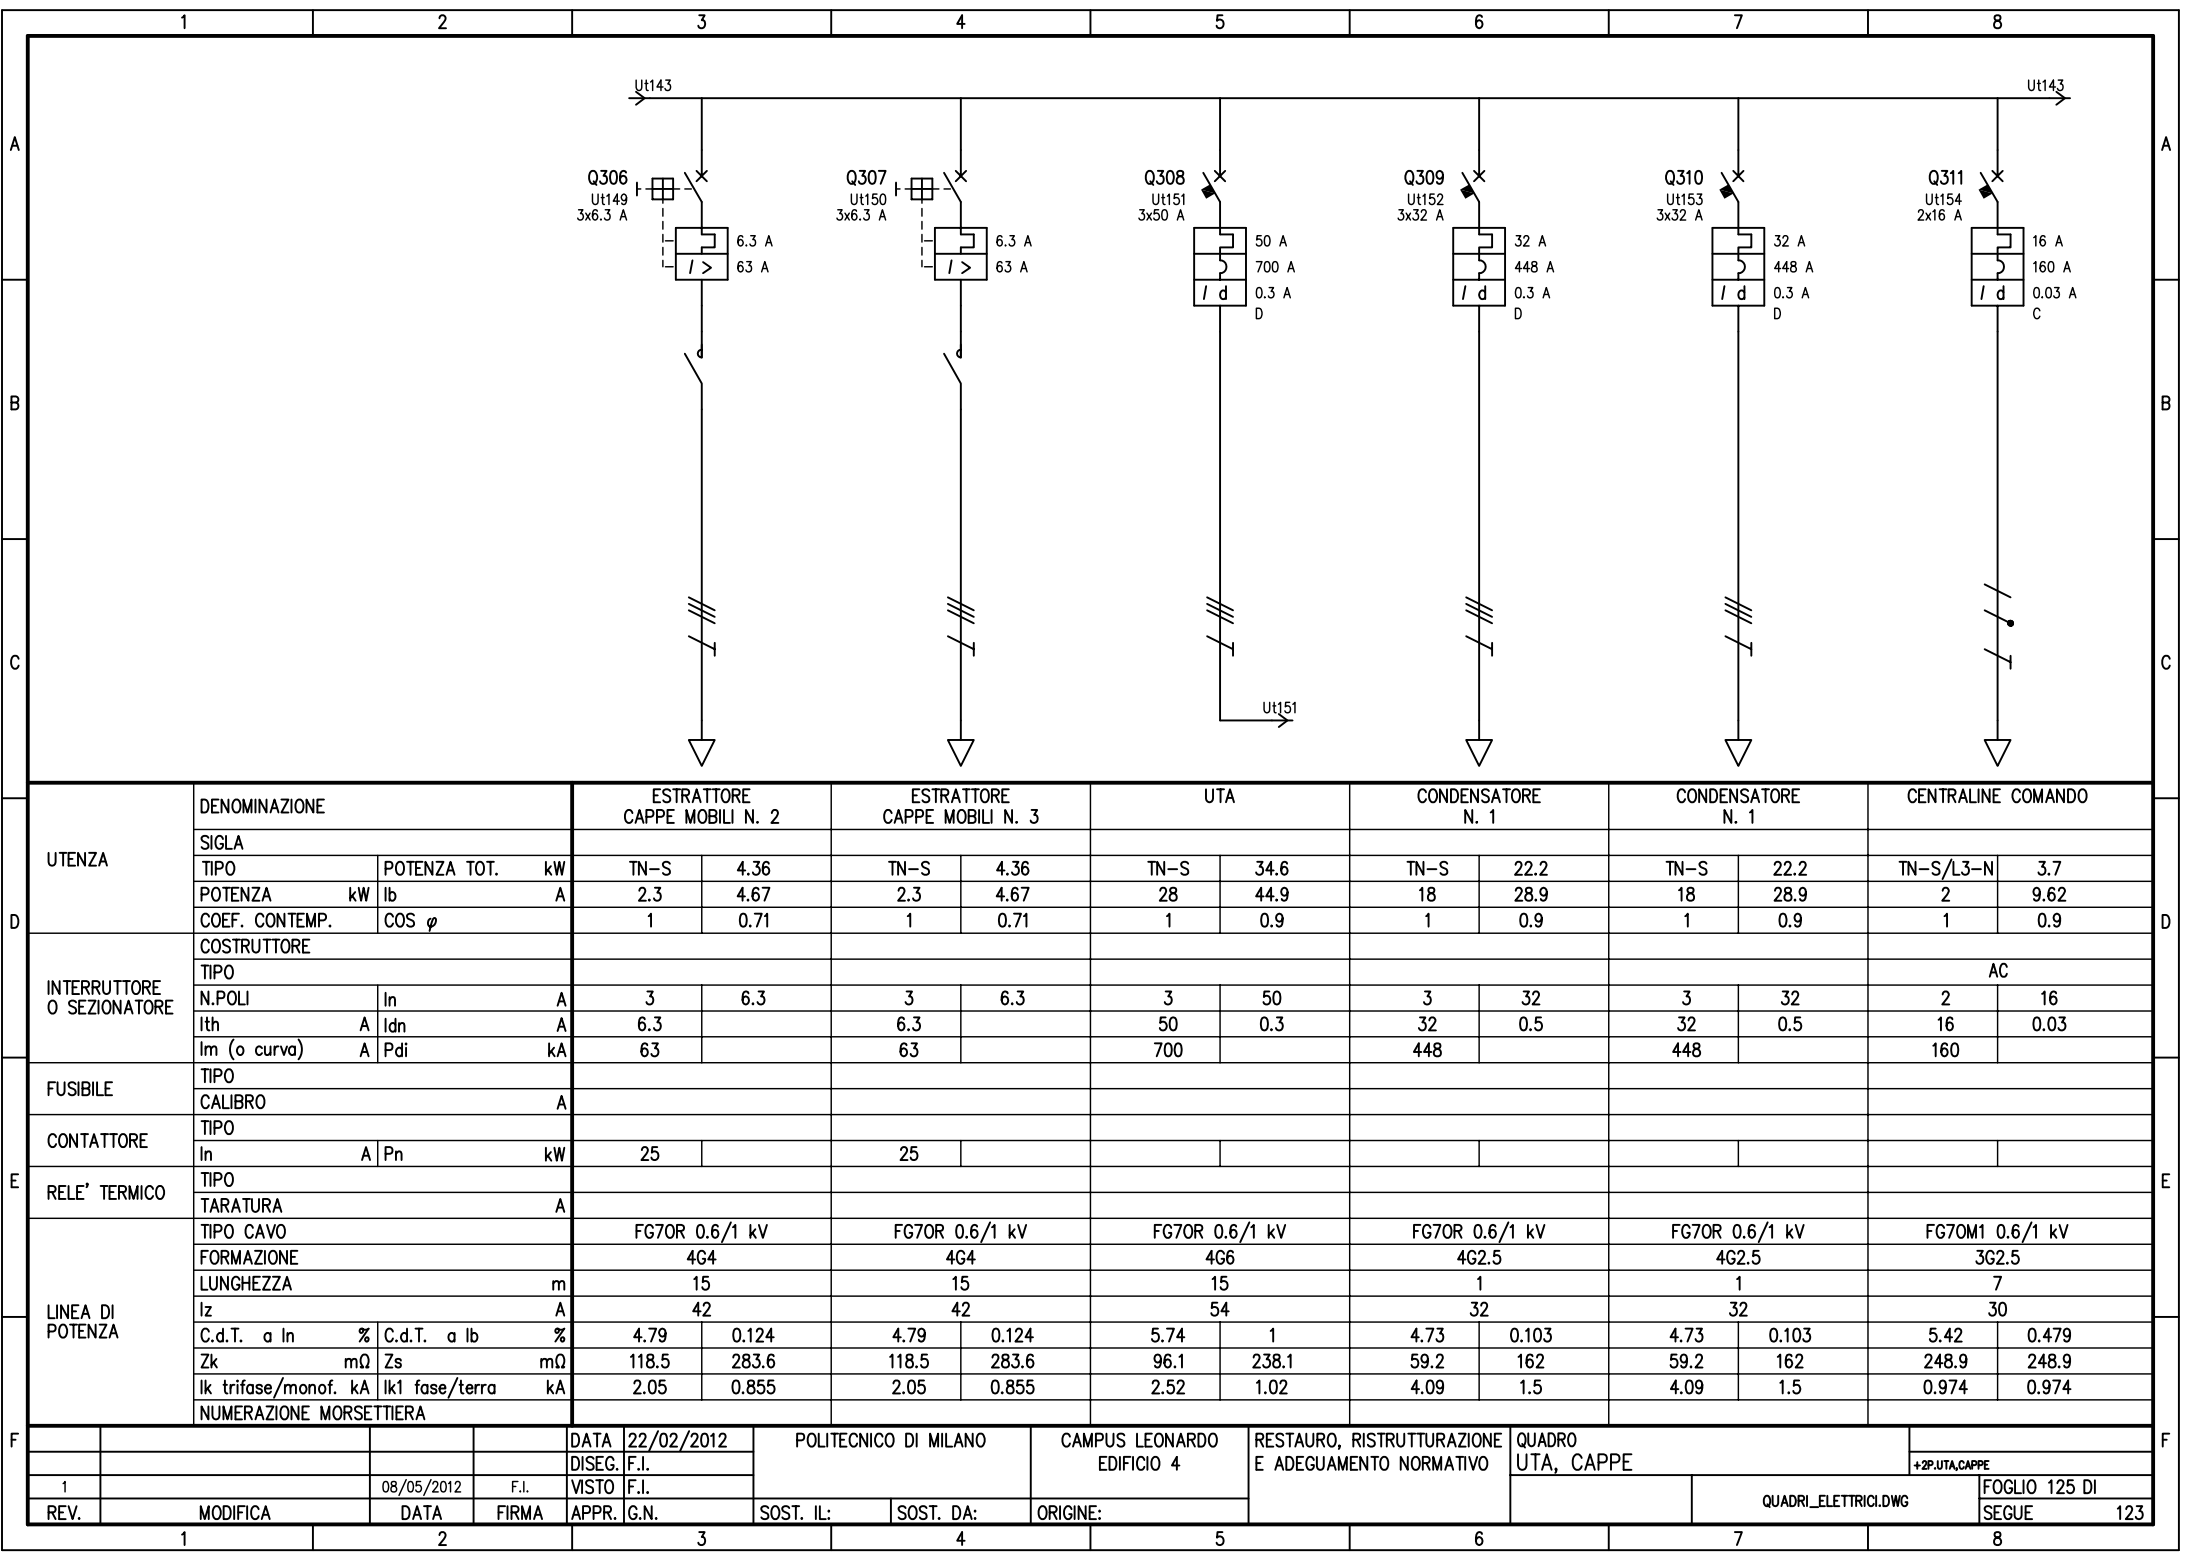 1 2 3 4 5 6 7 8
Ut143 Ut143
A A
Q306 Q307 Q308 Q309 Q310 Q311
Ut149 Ut150 Ut151 Ut152 Ut153 Ut154
3x6.3 A 3x6.3 A 3x50 A 3x32 A 3x32 A 2x16 A
6.3 A 6.3 A 50 A 32 A 32 A 16 A
I > 63 A I > 63 A 700 A 448 A 448 A 160 A
I d 0.3 A I d 0.3 A I d 0.3 A I d 0.03 A
D D D C
B B
C C
Ut151
UTENZA DENOMINAZIONE ESTRATTORE ESTRATTORE UTA CONDENSATORE CONDENSATORE CENTRALINE COMANDO
CAPPE MOBILI N. 2 CAPPE MOBILI N. 3 N. 1 N. 1
SIGLA
TIPO POTENZA TOT. kW TN-S 4.36 TN-S 4.36 TN-S 34.6 TN-S 22.2 TN-S 22.2 TN-S/L3-N 3.7
POTENZA kW Ib A 2.3 4.67 2.3 4.67 28 44.9 18 28.9 18 28.9 2 9.62
D COEF. CONTEMP. COS φ 1 0.71 1 0.71 1 0.9 1 0.9 1 0.9 1 0.9 D
INTERRUTTORE
O SEZIONATORE
COSTRUTTORE
TIPO AC
N.POLI In A 3 6.3 3 6.3 3 50 3 32 3 32 2 16
Ith A Idn A 6.3 6.3 50 0.3 32 0.5 32 0.5 16 0.03
Im (o curva) A Pdi kA 63 63 700 448 448 160
FUSIBILE TIPO
CALIBRO A
CONTATTORE TIPO
In A Pn kW 25 25
E RELE' TERMICO TIPO E
TARATURA A
LINEA DI
POTENZA
TIPO CAVO FG7OR 0.6/1 kV FG7OR 0.6/1 kV FG7OR 0.6/1 kV FG7OR 0.6/1 kV FG7OR 0.6/1 kV FG7OM1 0.6/1 kV
FORMAZIONE 4G4 4G4 4G6 4G2.5 4G2.5 3G2.5
LUNGHEZZA m 15 15 15 1 1 7
Iz A 42 42 54 32 32 30
C.d.T. a In % C.d.T. a Ib % 4.79 0.124 4.79 0.124 5.74 1 4.73 0.103 4.73 0.103 5.42 0.479
Zk mΩ Zs mΩ 118.5 283.6 118.5 283.6 96.1 238.1 59.2 162 59.2 162 248.9 248.9
Ik trifase/monof. kA Ik1 fase/terra kA 2.05 0.855 2.05 0.855 2.52 1.02 4.09 1.5 4.09 1.5 0.974 0.974
NUMERAZIONE MORSETTIERA
F F
DATA 22/02/2012 POLITECNICO DI MILANO CAMPUS LEONARDO RESTAURO, RISTRUTTURAZIONE QUADRO
DISEG. F.I. EDIFICIO 4 E ADEGUAMENTO NORMATIVO UTA, CAPPE +2P.UTA,CAPPE
1 08/05/2012 F.I. VISTO F.I. QUADRI_ELETTRICI.DWG FOGLIO 125 DI
REV. MODIFICA DATA FIRMA APPR. G.N. SOST. IL: SOST. DA: ORIGINE: SEGUE 123
1 2 3 4 5 6 7 8